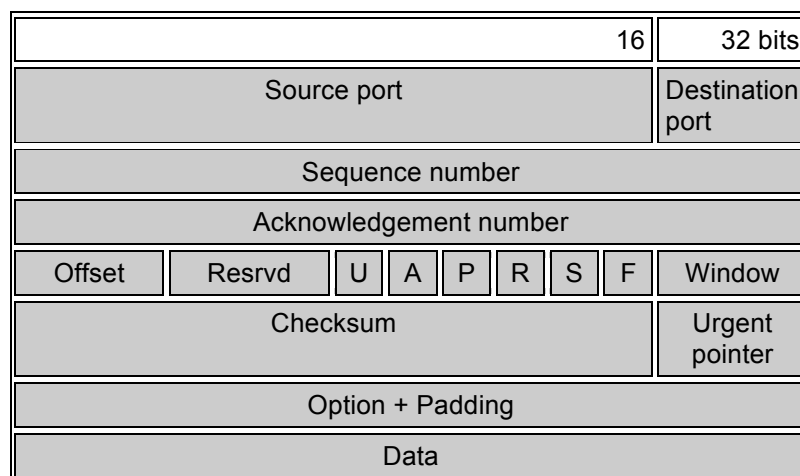 16 32 bits
Source port Destination
port
Sequence number
Acknowledgement number
Offset Resrvd U A P R S F Window
Checksum Urgent
pointer
Option + Padding
Data